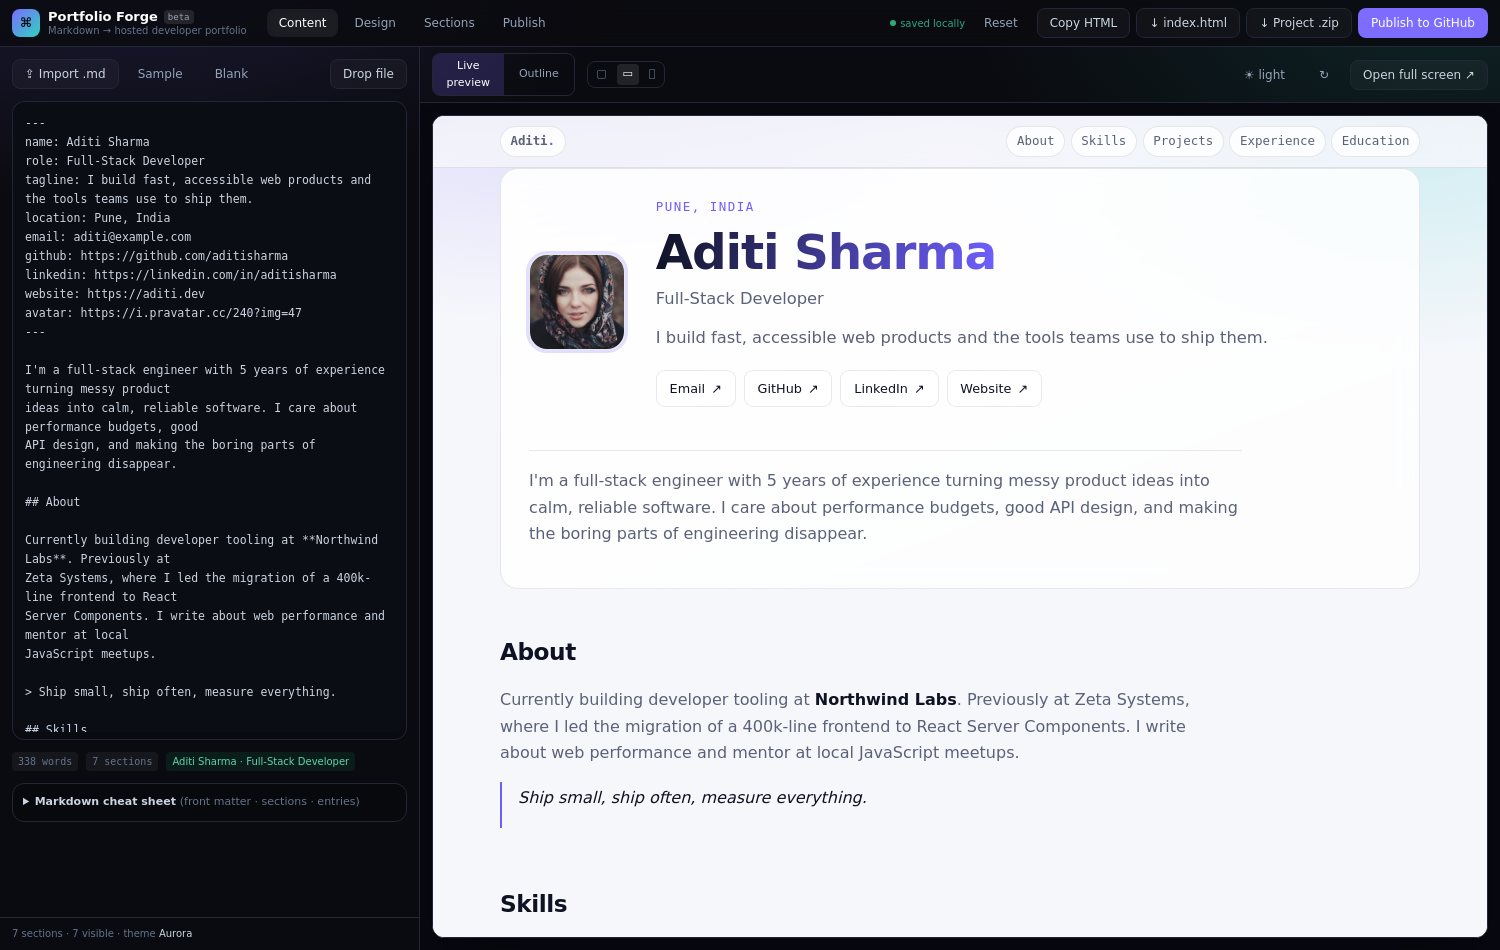 ⌘ Portfolio Forge beta
Markdown → hosted developer portfolio
Content Design Sections Publish
saved locally Reset Copy HTML ↓ index.html ↓ Project .zip Publish to GitHub
⇪ Import .md Sample Blank Drop file
---
name: Aditi Sharma
role: Full-Stack Developer
tagline: I build fast, accessible web products and
the tools teams use to ship them.
location: Pune, India
email: aditi@example.com
github: https://github.com/aditisharma
linkedin: https://linkedin.com/in/aditisharma
website: https://aditi.dev
avatar: https://i.pravatar.cc/240?img=47
---
I'm a full-stack engineer with 5 years of experience
turning messy product
ideas into calm, reliable software. I care about
performance budgets, good
API design, and making the boring parts of
engineering disappear.
## About
Currently building developer tooling at **Northwind
Labs**. Previously at
Zeta Systems, where I led the migration of a 400k-
line frontend to React
Server Components. I write about web performance and
mentor at local
JavaScript meetups.
> Ship small, ship often, measure everything.
## Skills
338 words 7 sections Aditi Sharma · Full-Stack Developer
▶ Markdown cheat sheet (front matter · sections · entries)
7 sections · 7 visible · theme Aurora
Live
preview
Outline
☀ light ↻ Open full screen ↗
Aditi.
About Skills Projects Experience Education
PUNE, INDIA
Aditi Sharma
Full-Stack Developer
I build fast, accessible web products and the tools teams use to ship them.
Email ↗ GitHub ↗ LinkedIn ↗ Website ↗
I'm a full-stack engineer with 5 years of experience turning messy product ideas into
calm, reliable software. I care about performance budgets, good API design, and making
the boring parts of engineering disappear.
About
Currently building developer tooling at Northwind Labs. Previously at Zeta Systems,
where I led the migration of a 400k-line frontend to React Server Components. I write
about web performance and mentor at local JavaScript meetups.
Ship small, ship often, measure everything.
Skills